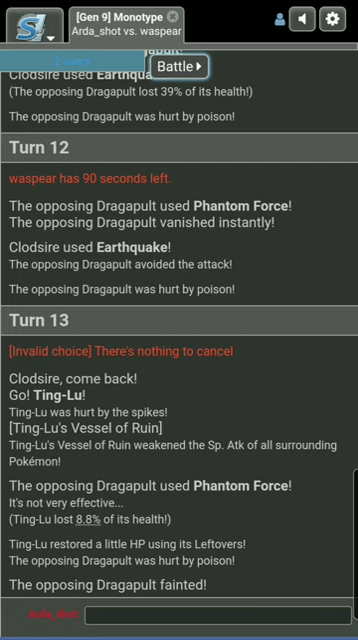 [Gen 9] Monotype
Arda_shot vs. waspear
2 users
Battle
Clodsire used Earthqua
(The opposing Dragapult lost 39% of its health!)
The opposing Dragapult was hurt by poison!
Turn 12
waspear has 90 seconds left.
The opposing Dragapult used Phantom Force!
The opposing Dragapult vanished instantly!
Clodsire used Earthquake!
The opposing Dragapult avoided the attack!
The opposing Dragapult was hurt by poison!
Turn 13
[Invalid choice] There's nothing to cancel
Clodsire, come back!
Go! Ting-Lu!
Ting-Lu was hurt by the spikes!
[Ting-Lu's Vessel of Ruin]
Ting-Lu's Vessel of Ruin weakened the Sp. Atk of all surrounding
Pokémon!
The opposing Dragapult used Phantom Force!
It's not very effective...
(Ting-Lu lost 8.8% of its health!)
Ting-Lu restored a little HP using its Leftovers!
The opposing Dragapult was hurt by poison!
The opposing Dragapult fainted!
Arda_shot: